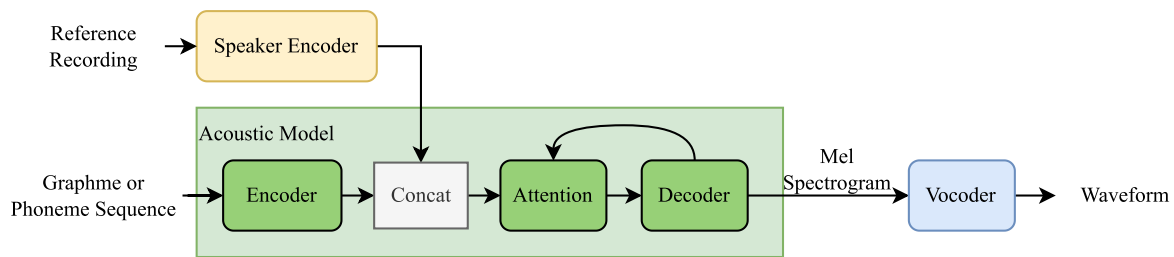 Reference
Recording
Speaker Encoder
Acoustic Model
Graphme or
Phoneme Sequence
Encoder
Concat
Attention
Decoder
Mel
Spectrogram
Vocoder
Waveform